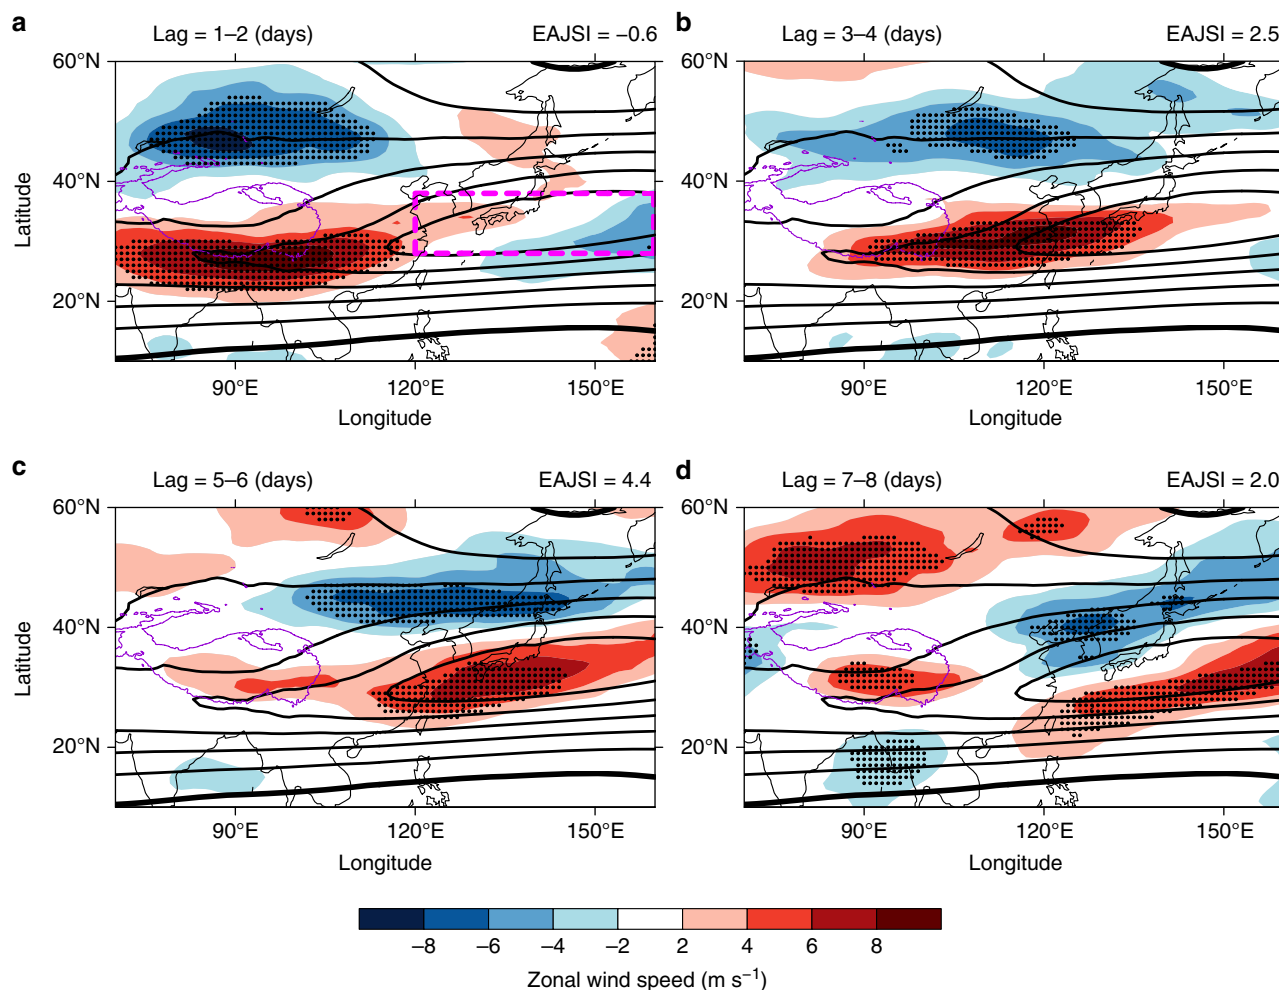 a
Lag = 1–2 (days)
EAJSI = −0.6
60°N
40°N
20°N
Latitude
90°E
120°E
150°E
Longitude
b
Lag = 3–4 (days)
EAJSI = 2.5
60°N
40°N
20°N
90°E
120°E
150°E
Longitude
c
Lag = 5–6 (days)
EAJSI = 4.4
60°N
40°N
20°N
Latitude
90°E
120°E
150°E
Longitude
d
Lag = 7–8 (days)
EAJSI = 2.0
60°N
40°N
20°N
90°E
120°E
150°E
Longitude
−8 −6 −4 −2 2 4 6 8
Zonal wind speed (m s⁻¹)